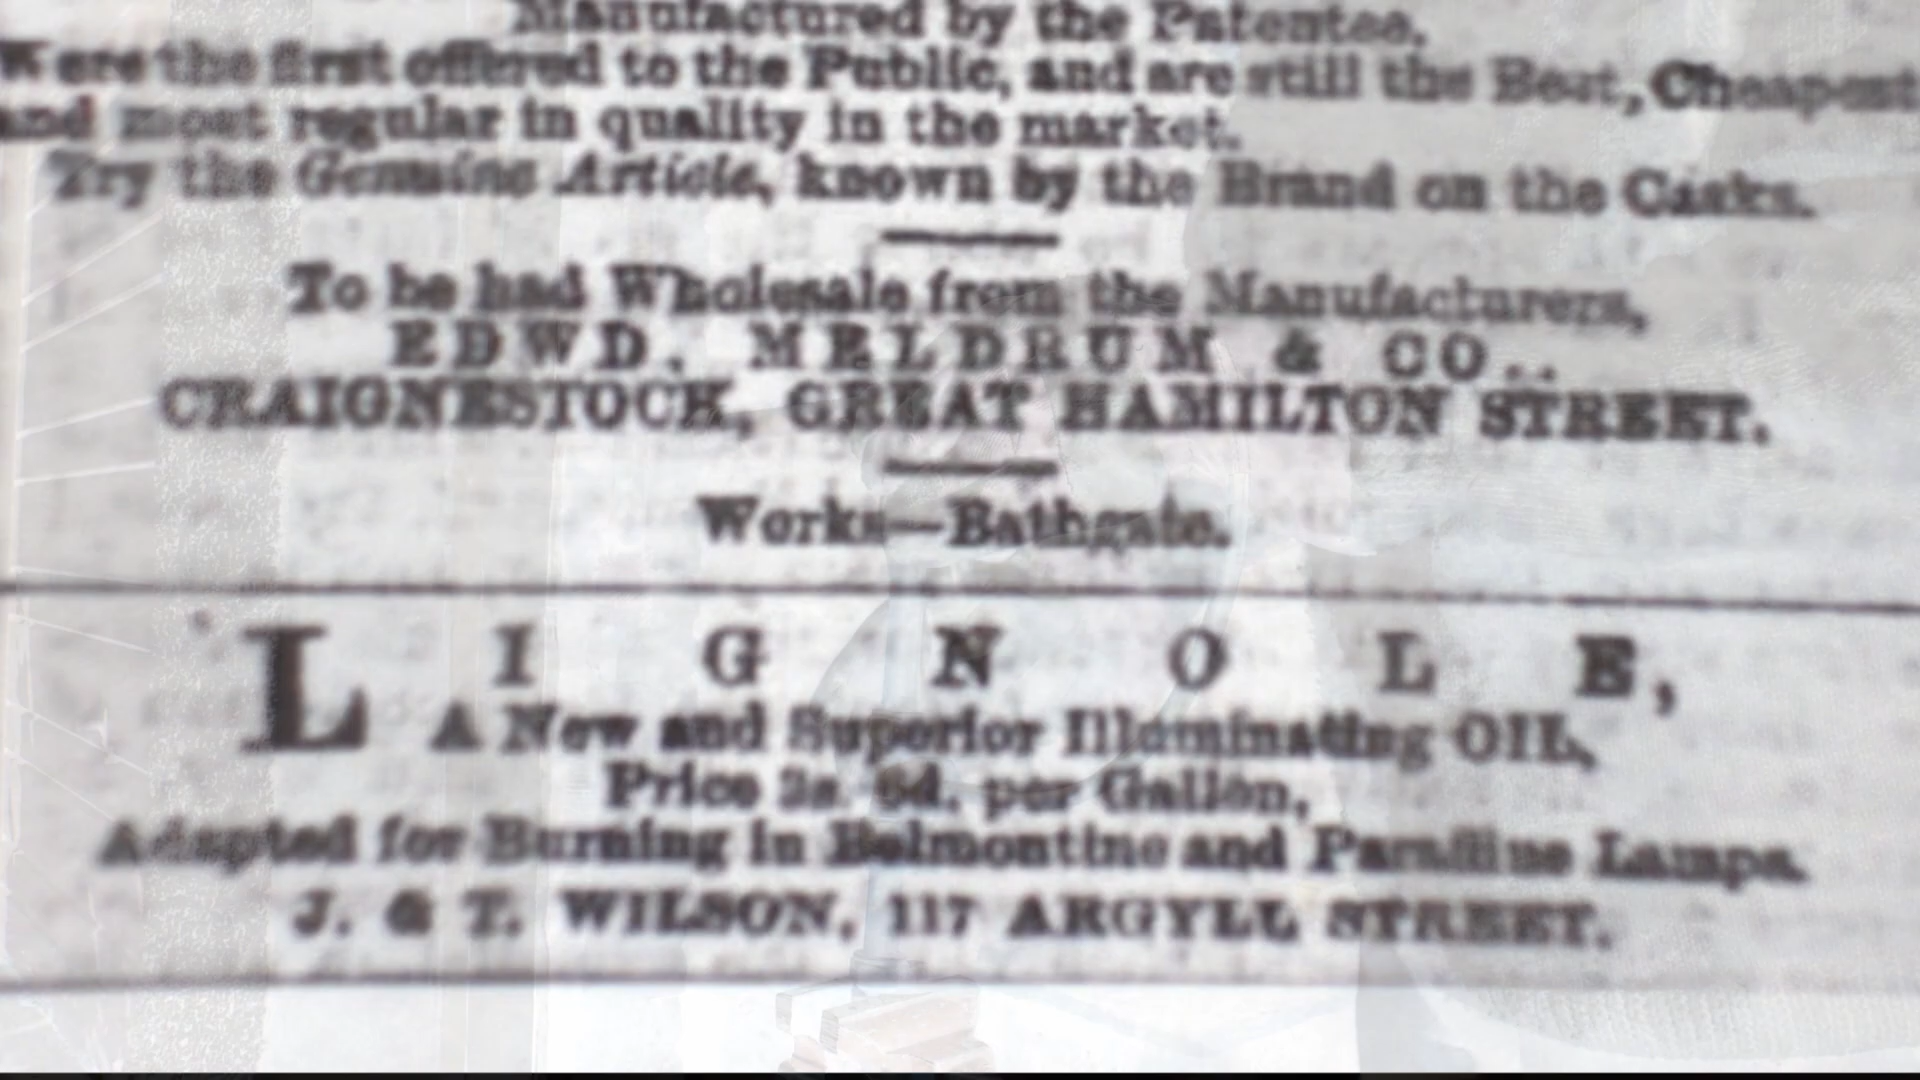 Manufactured by the Patentee.
Were the first offered to the Public, and are still the Best, Cheapest
and most regular in quality in the market.
Try the Genuine Article, known by the Brand on the Casks.
To be had Wholesale from the Manufacturers,
EDWD. MELDRUM & CO..
CRAIGNESTOCK, GREAT HAMILTON STREET.
Works—Bathgate.
LIGNOLE,
A New and Superior Illuminating OIL,
Price 6d. per Gallon,
Adapted for Burning in Belmontine and Paraffine Lamps.
J. & T. WILSON, 117 ARGYLL STREET.